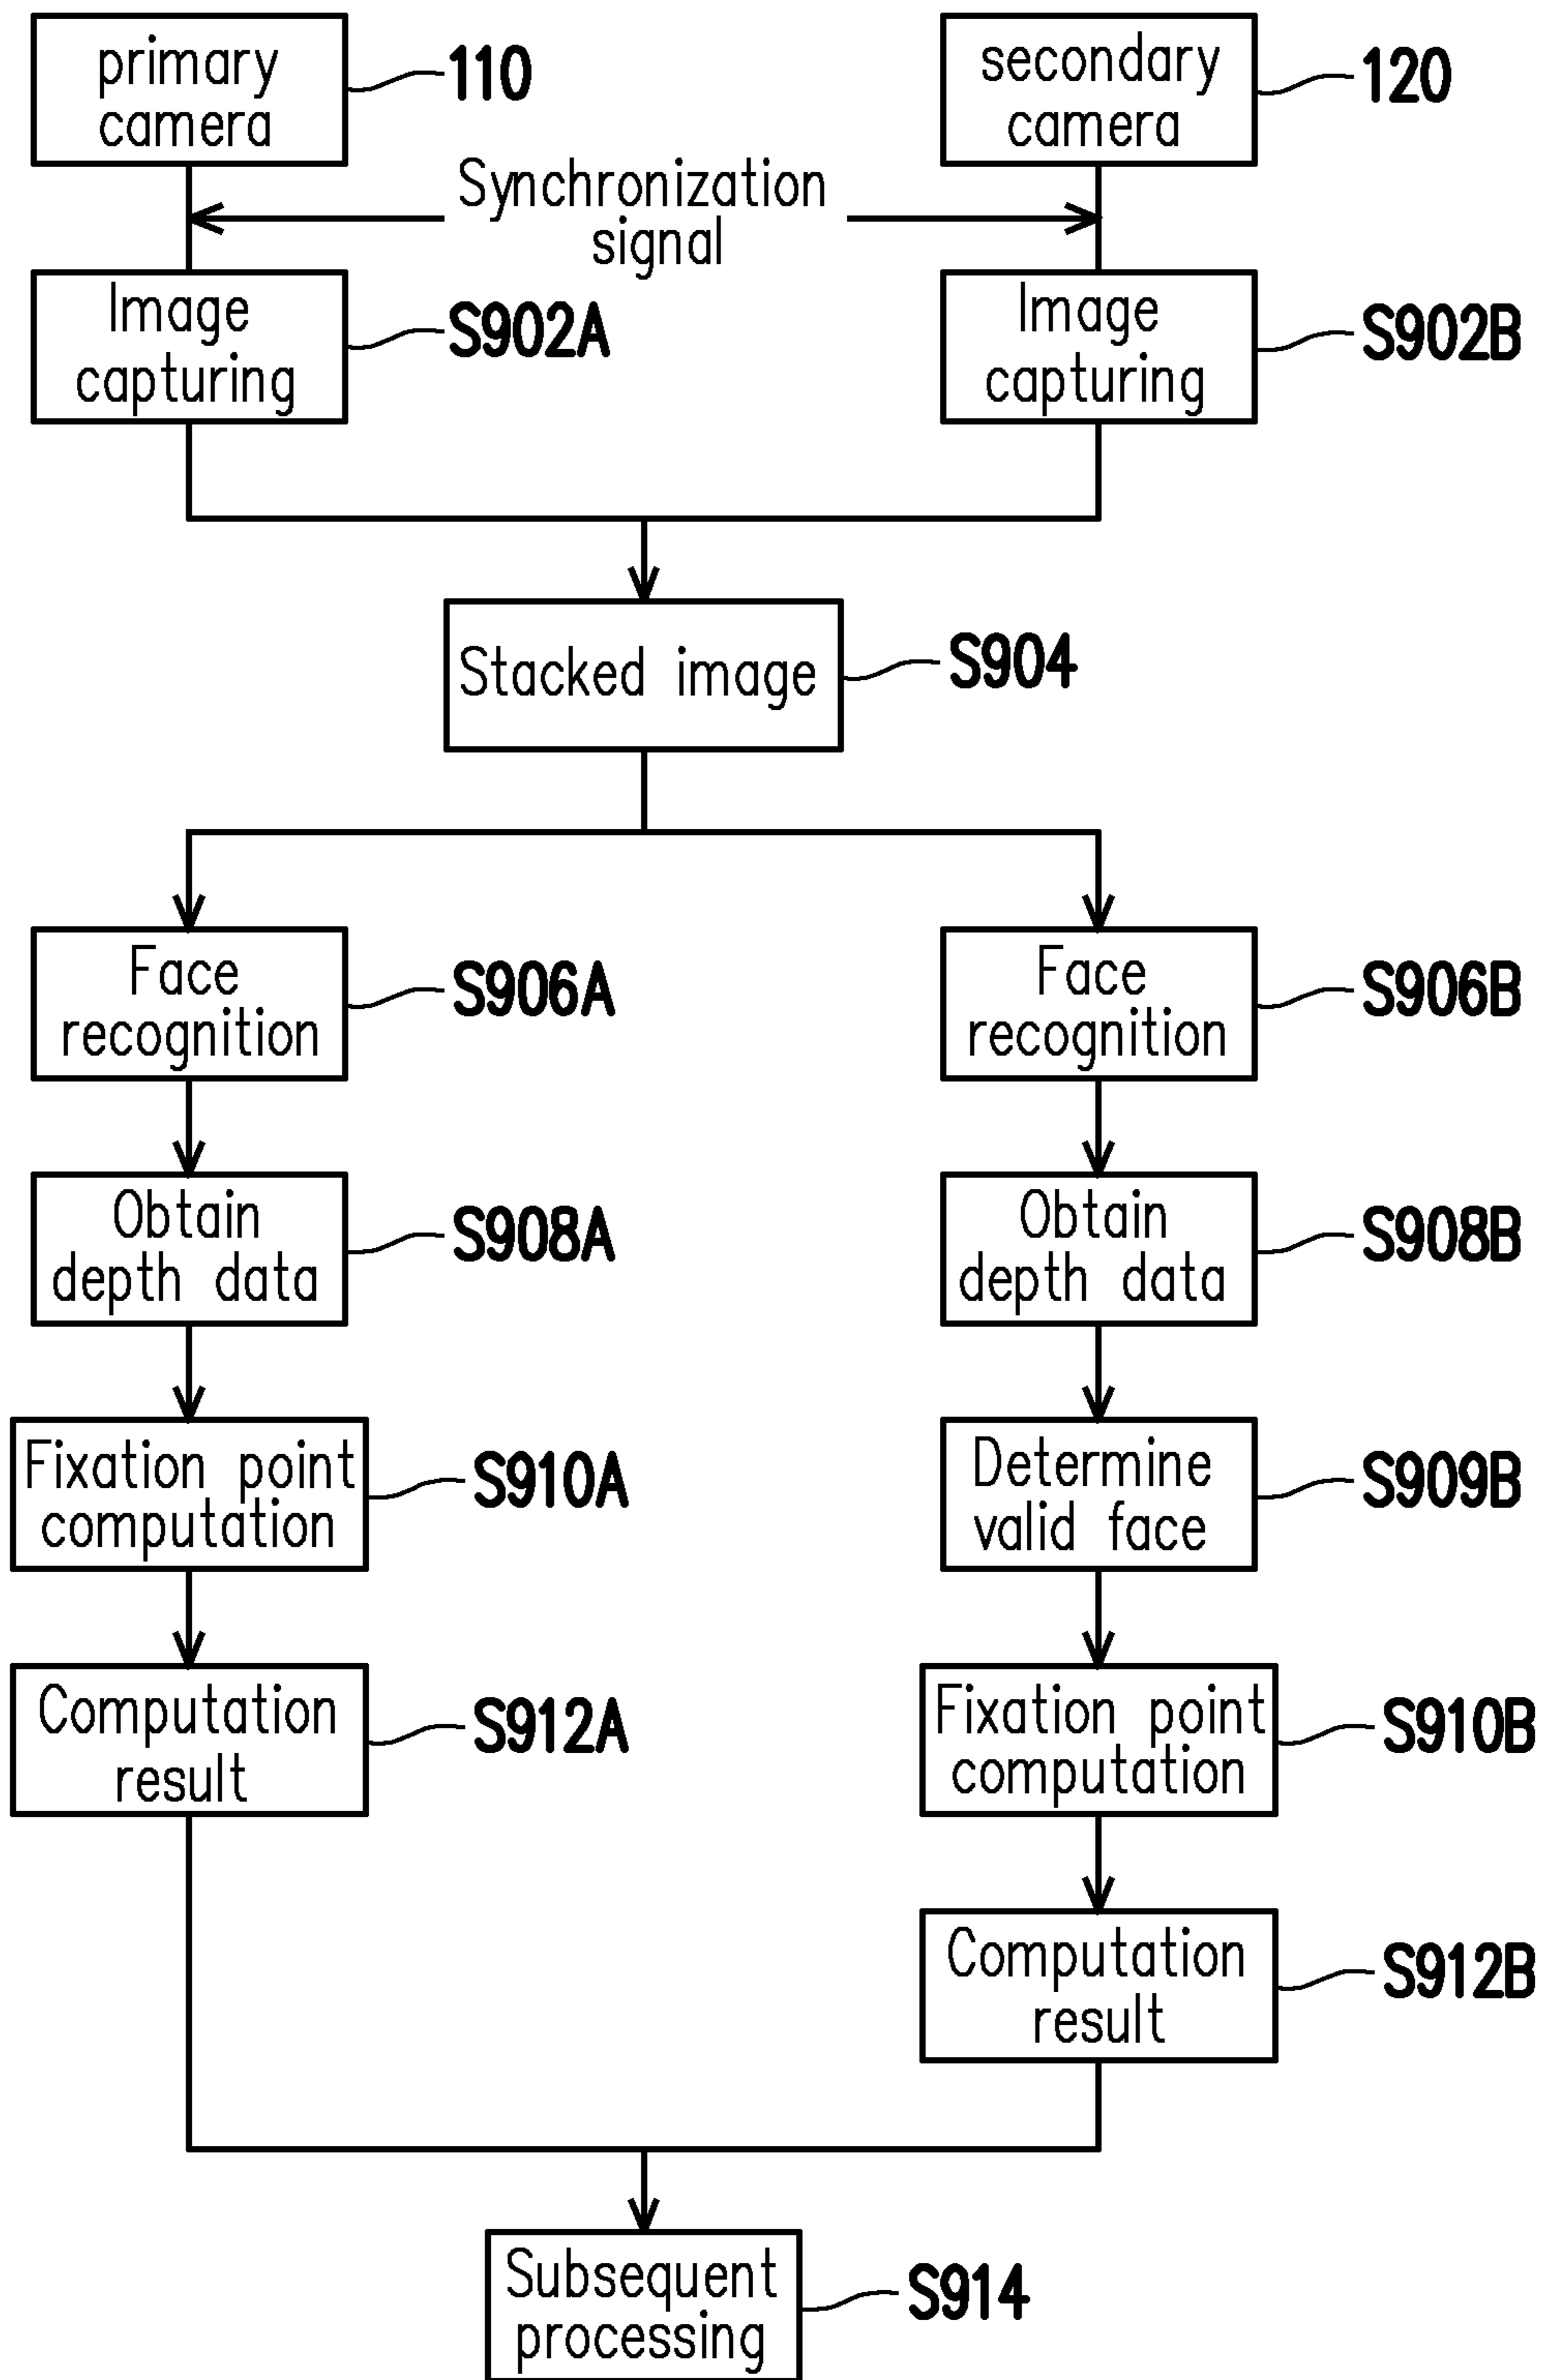 primary
camera
110
secondary
camera
120
Synchronization
signal
Image
capturing
S902A
Image
capturing
S902B
Stacked image
S904
Face
recognition
S906A
Face
recognition
S906B
Obtain
depth data
S908A
Obtain
depth data
S908B
Fixation point
computation
S910A
Determine
valid face
S909B
Computation
result
S912A
Fixation point
computation
S910B
Computation
result
S912B
Subsequent
processing
S914